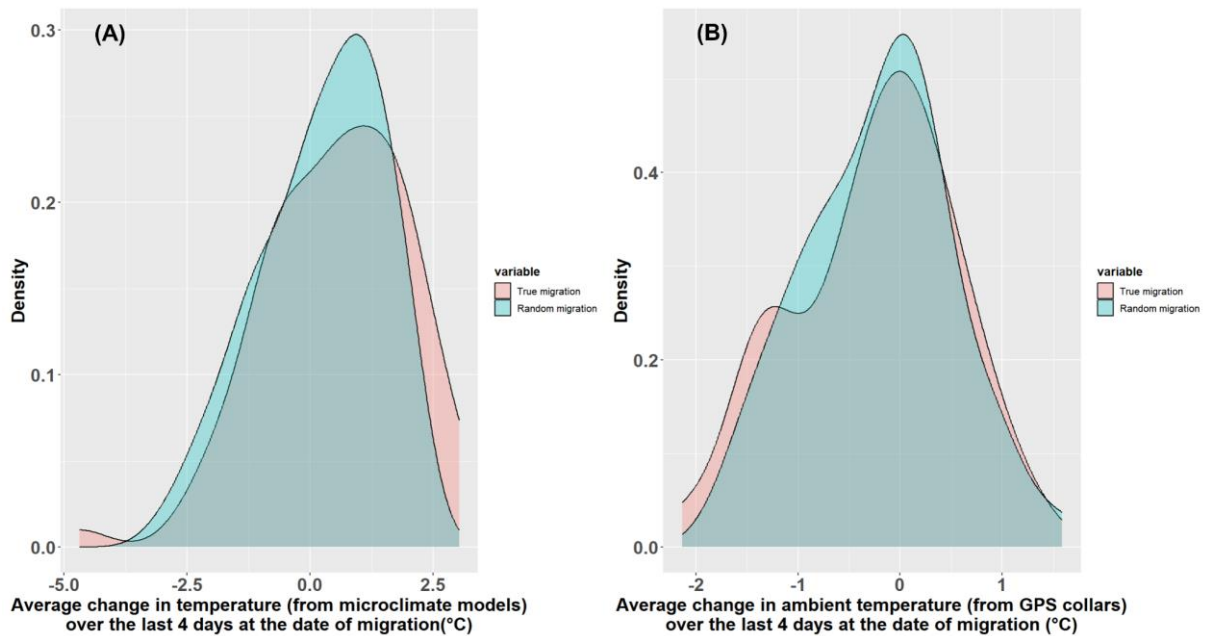 (A)
0.3
0.2
0.1
0.0
Density
-5.0
-2.5
0.0
2.5
Average change in temperature (from microclimate models)
over the last 4 days at the date of migration(°C)
variable
True migration
Random migration
(B)
0.4
0.2
0.0
Density
-2
-1
0
1
Average change in ambient temperature (from GPS collars)
over the last 4 days at the date of migration (°C)
variable
True migration
Random migration